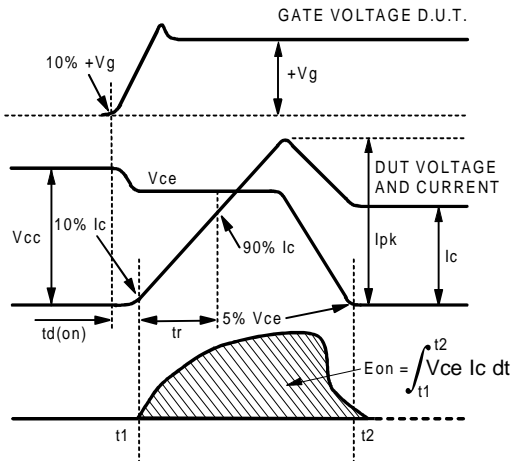 GATE VOLTAGE D.U.T.
10% +Vg
+Vg
Vce
DUT VOLTAGE
AND CURRENT
Vcc
10% Ic
90% Ic
Ipk
Ic
td(on)
tr
5% Vce
Eon = ∫ Vce Ic dt
t2
t1
t1
t2